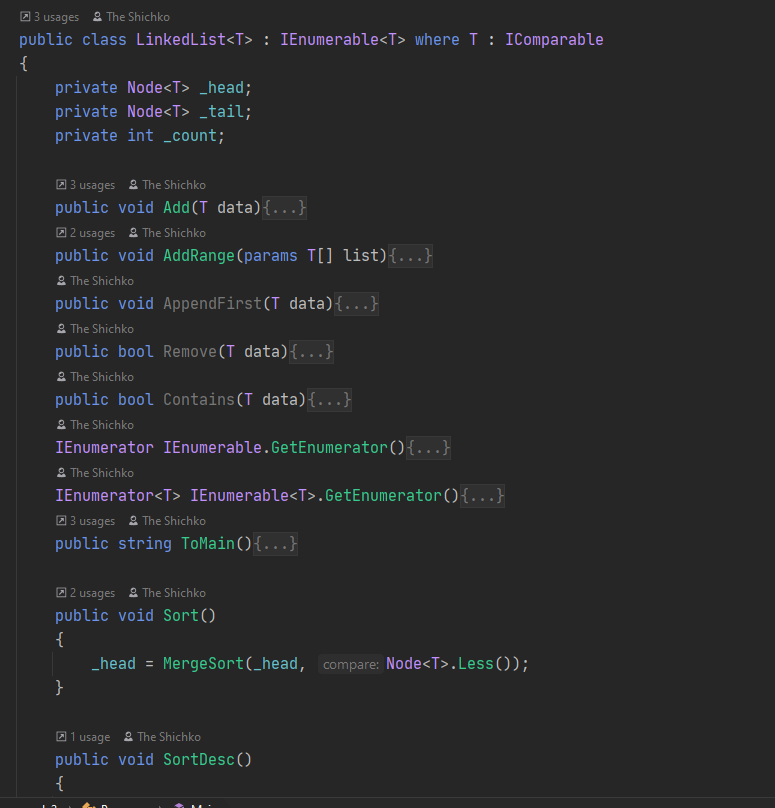 3 usages The Shichko
public class LinkedList<T> : IEnumerable<T> where T : IComparable
{
private Node<T> _head;
private Node<T> _tail;
private int _count;
3 usages The Shichko
public void Add(T data){...}
2 usages The Shichko
public void AddRange(params T[] list){...}
The Shichko
public void AppendFirst(T data){...}
The Shichko
public bool Remove(T data){...}
The Shichko
public bool Contains(T data){...}
The Shichko
IEnumerator IEnumerable.GetEnumerator(){...}
The Shichko
IEnumerator<T> IEnumerable<T>.GetEnumerator(){...}
3 usages The Shichko
public string ToMain(){...}
2 usages The Shichko
public void Sort()
{
_head = MergeSort(_head, compare: Node<T>.Less());
}
1 usage The Shichko
public void SortDesc()
{